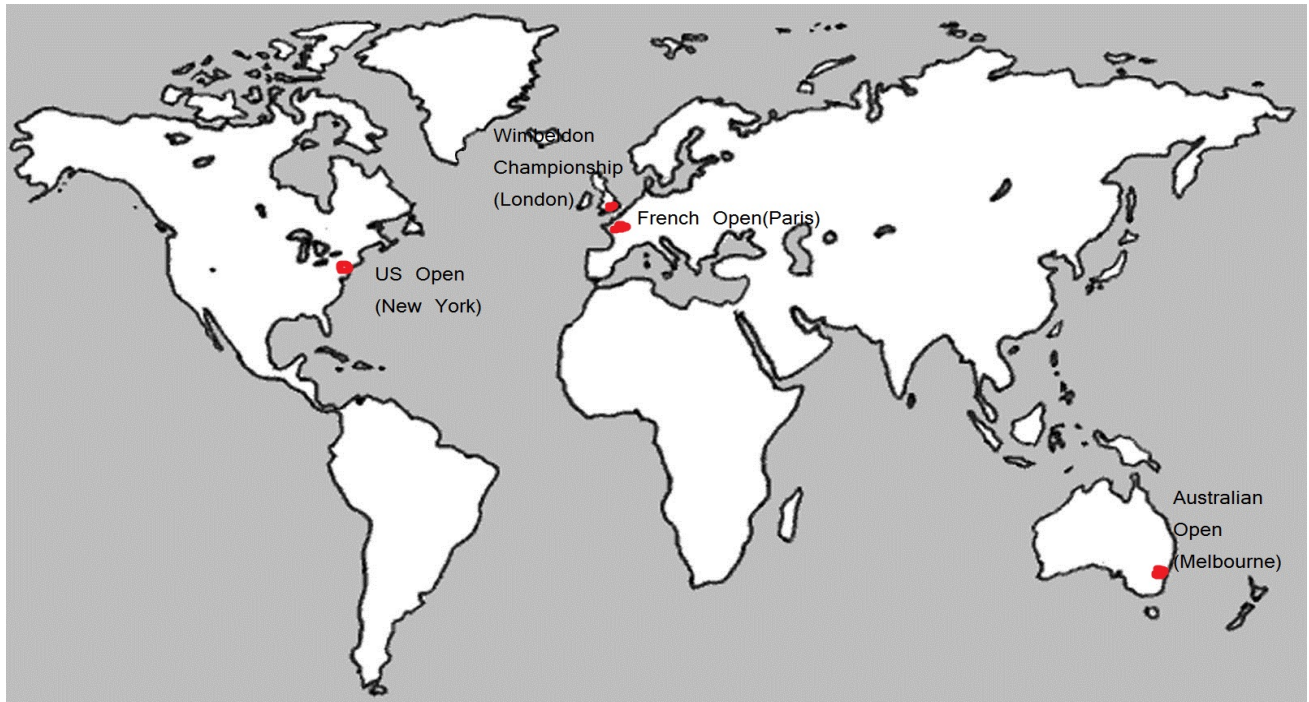 Wimbeldon
Championship
(London)
French Open(Paris)
US Open
(New York)
Australian
Open
(Melbourne)